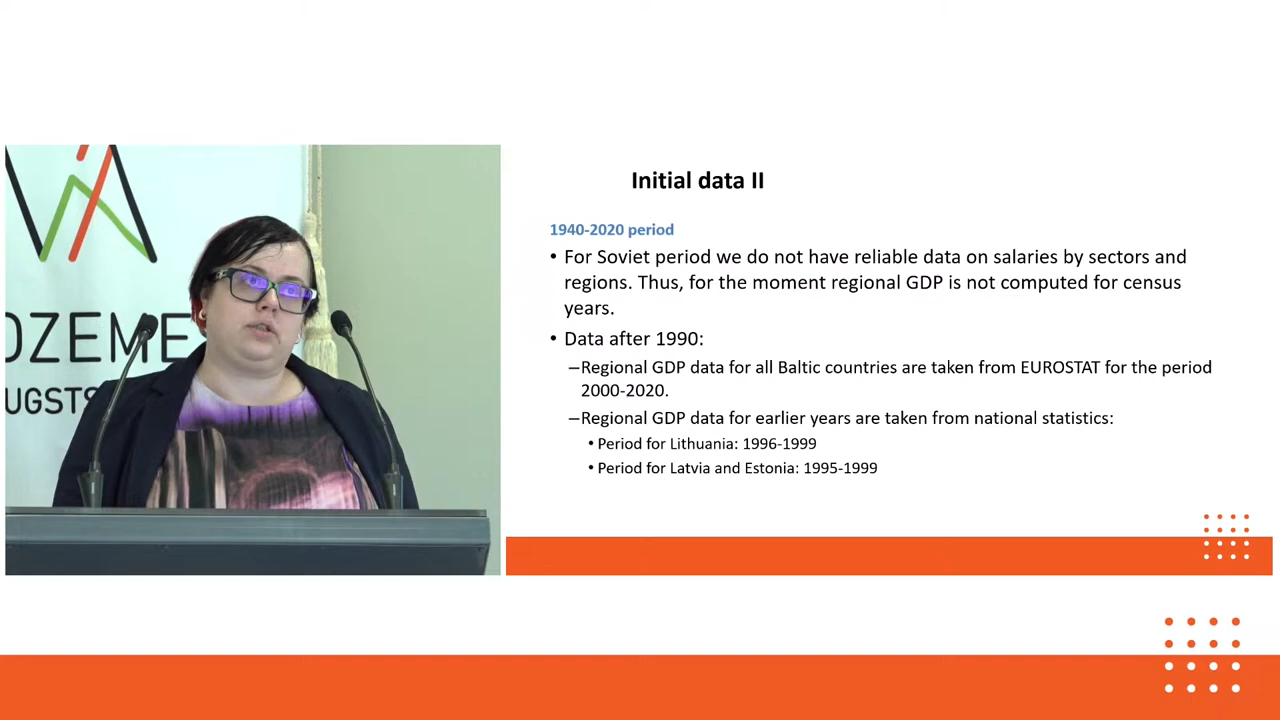 DZEME
UGSTS
Initial data II
1940-2020 period
• For Soviet period we do not have reliable data on salaries by sectors and
regions. Thus, for the moment regional GDP is not computed for census
years.
• Data after 1990:
–Regional GDP data for all Baltic countries are taken from EUROSTAT for the period
2000-2020.
–Regional GDP data for earlier years are taken from national statistics:
• Period for Lithuania: 1996-1999
• Period for Latvia and Estonia: 1995-1999